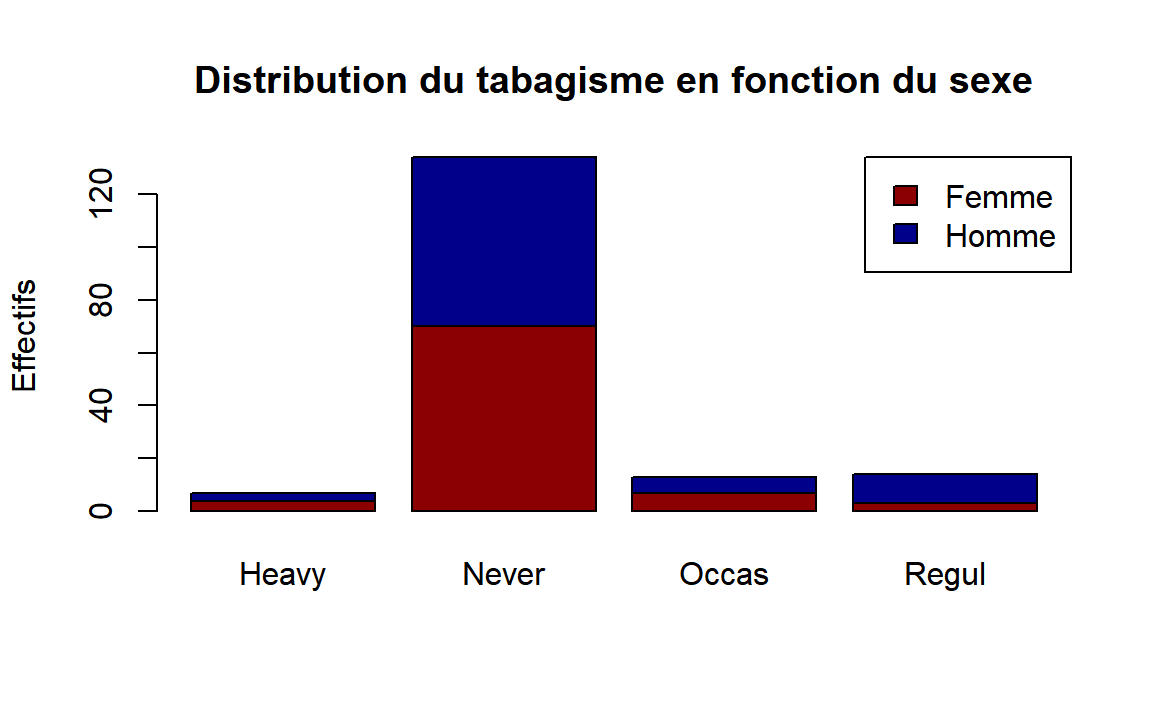 Distribution du tabagisme en fonction du sexe
Femme
Homme
Effectifs
120
80
40
0
Heavy Never Occas Regul